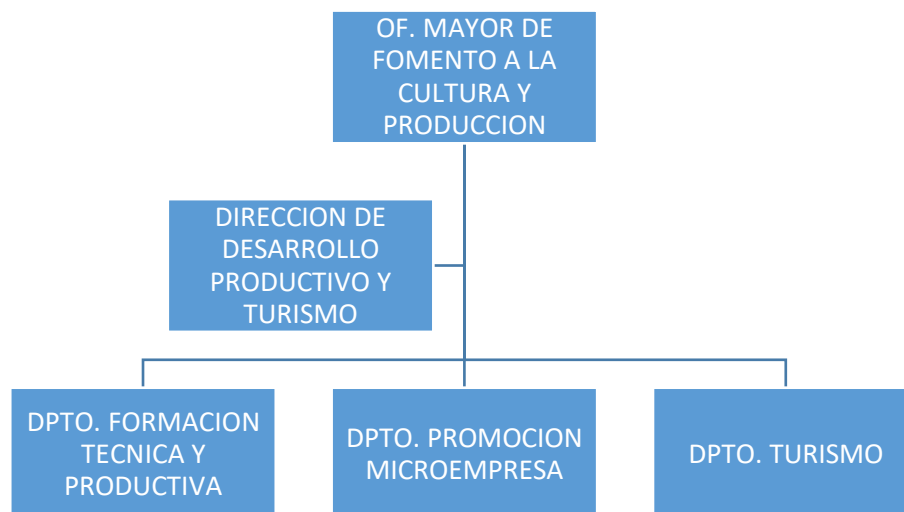 OF. MAYOR DE
FOMENTO A LA
CULTURA Y
PRODUCCION
DIRECCION DE
DESARROLLO
PRODUCTIVO Y
TURISMO
DPTO. FORMACION
TECNICA Y
PRODUCTIVA
DPTO. PROMOCION
MICROEMPRESA
DPTO. TURISMO